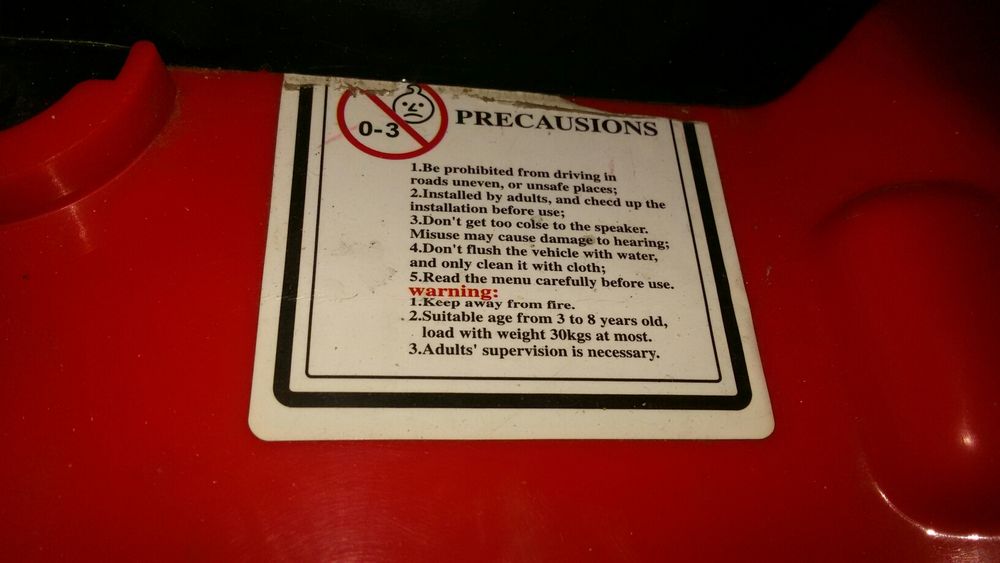 0-3
PRECAUSIONS
1.Be prohibited from driving in
roads uneven, or unsafe places;
2.Installed by adults, and checd up the
installation before use;
3.Don't get too colse to the speaker.
Misuse may cause damage to hearing;
4.Don't flush the vehicle with water,
and only clean it with cloth;
5.Read the menu carefully before use.
warning:
1.Keep away from fire.
2.Suitable age from 3 to 8 years old,
load with weight 30kgs at most.
3.Adults' supervision is necessary.